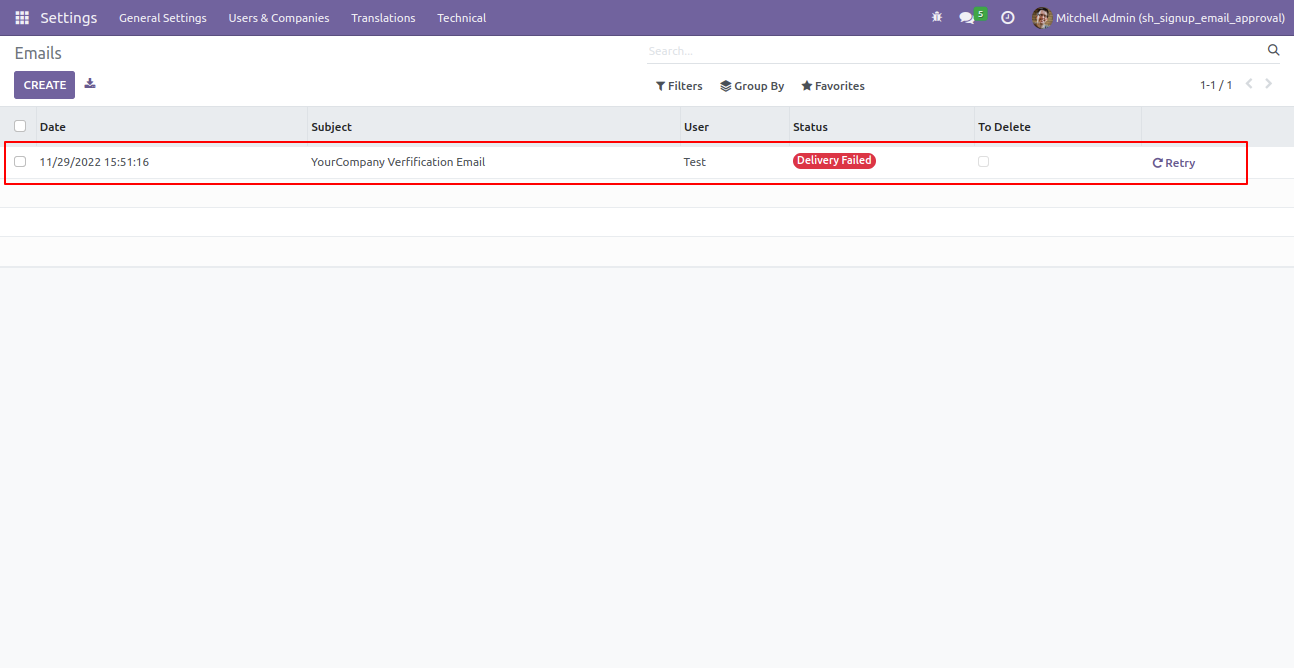 Settings General Settings Users & Companies Translations Technical 5 Mitchell Admin (sh_signup_email_approval)
Emails Search...
CREATE Filters Group By Favorites 1-1 / 1
Date Subject User Status To Delete
11/29/2022 15:51:16 YourCompany Verfification Email Test Delivery Failed Retry